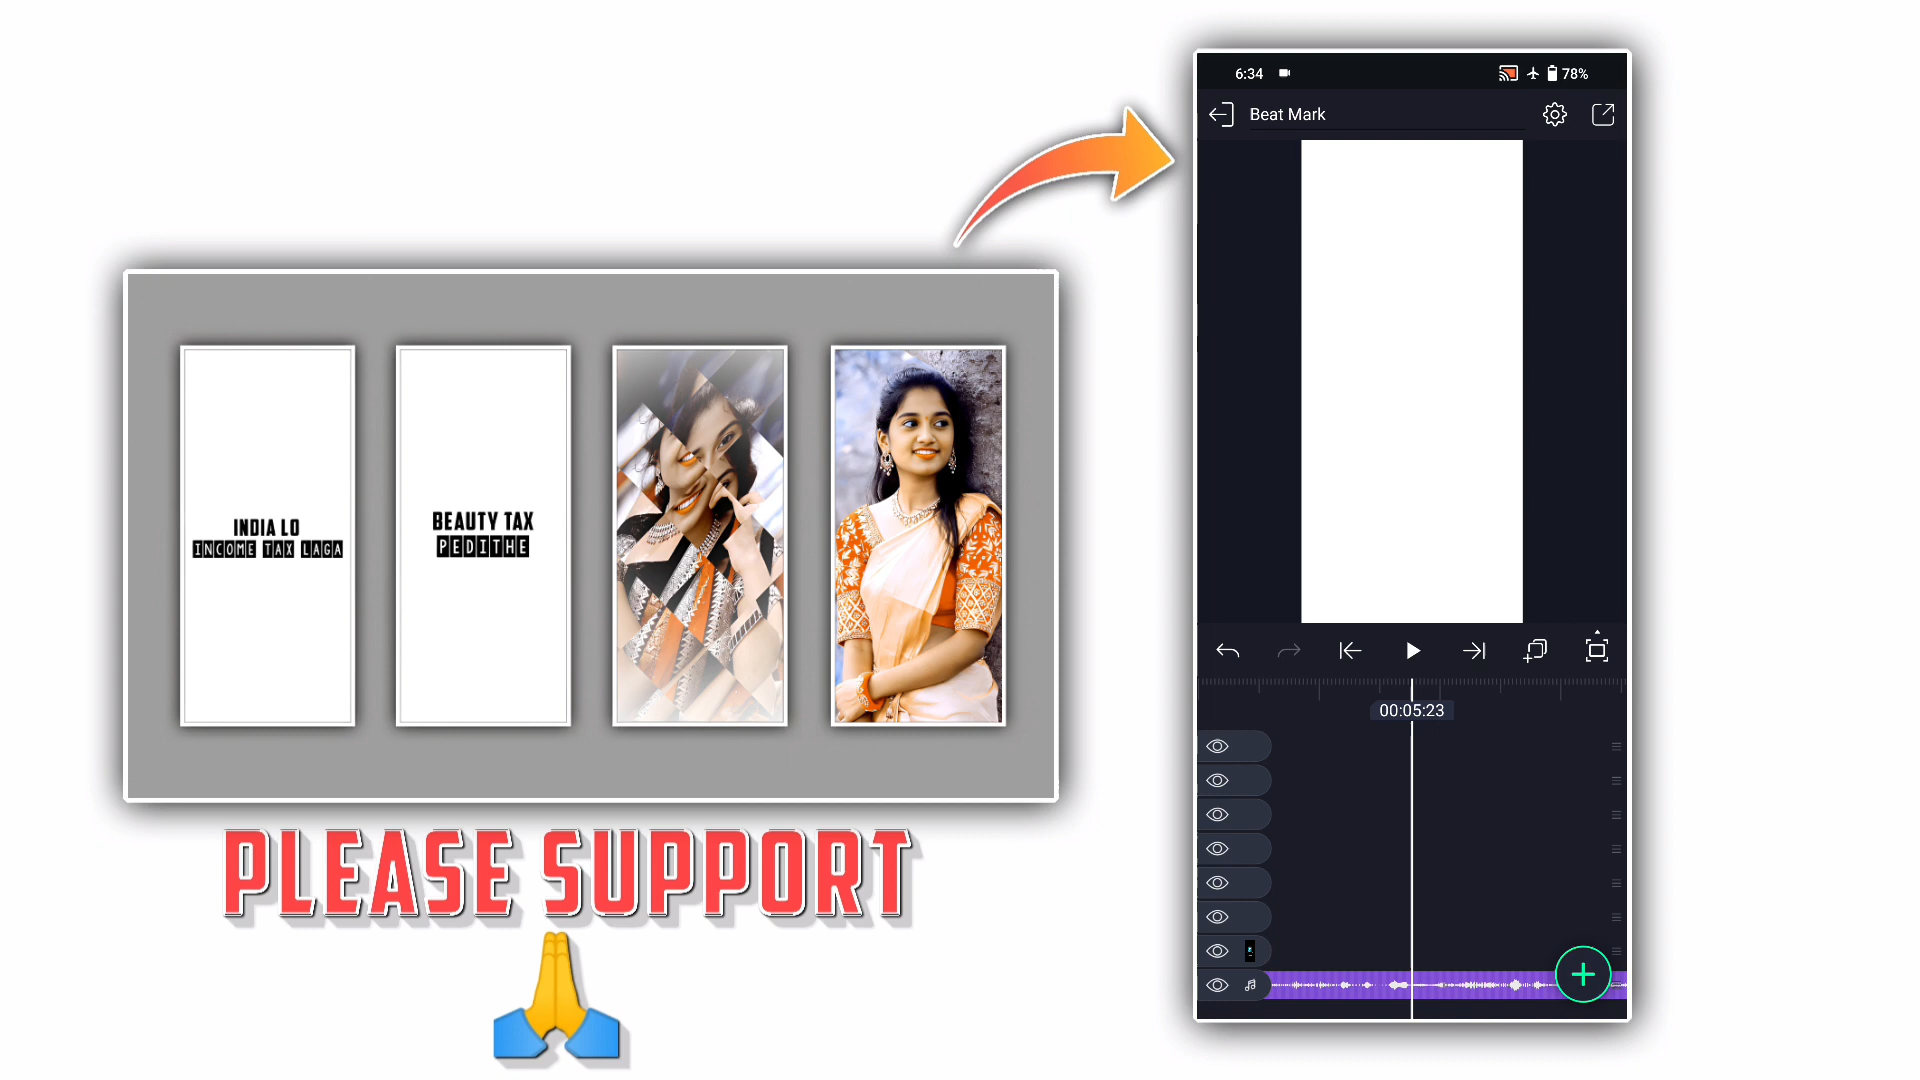 INDIA LO
INCOME TAX LAGA
BEAUTY TAX
PEDITHE
PLEASE SUPPORT
6:34
78%
Beat Mark
00:05:23